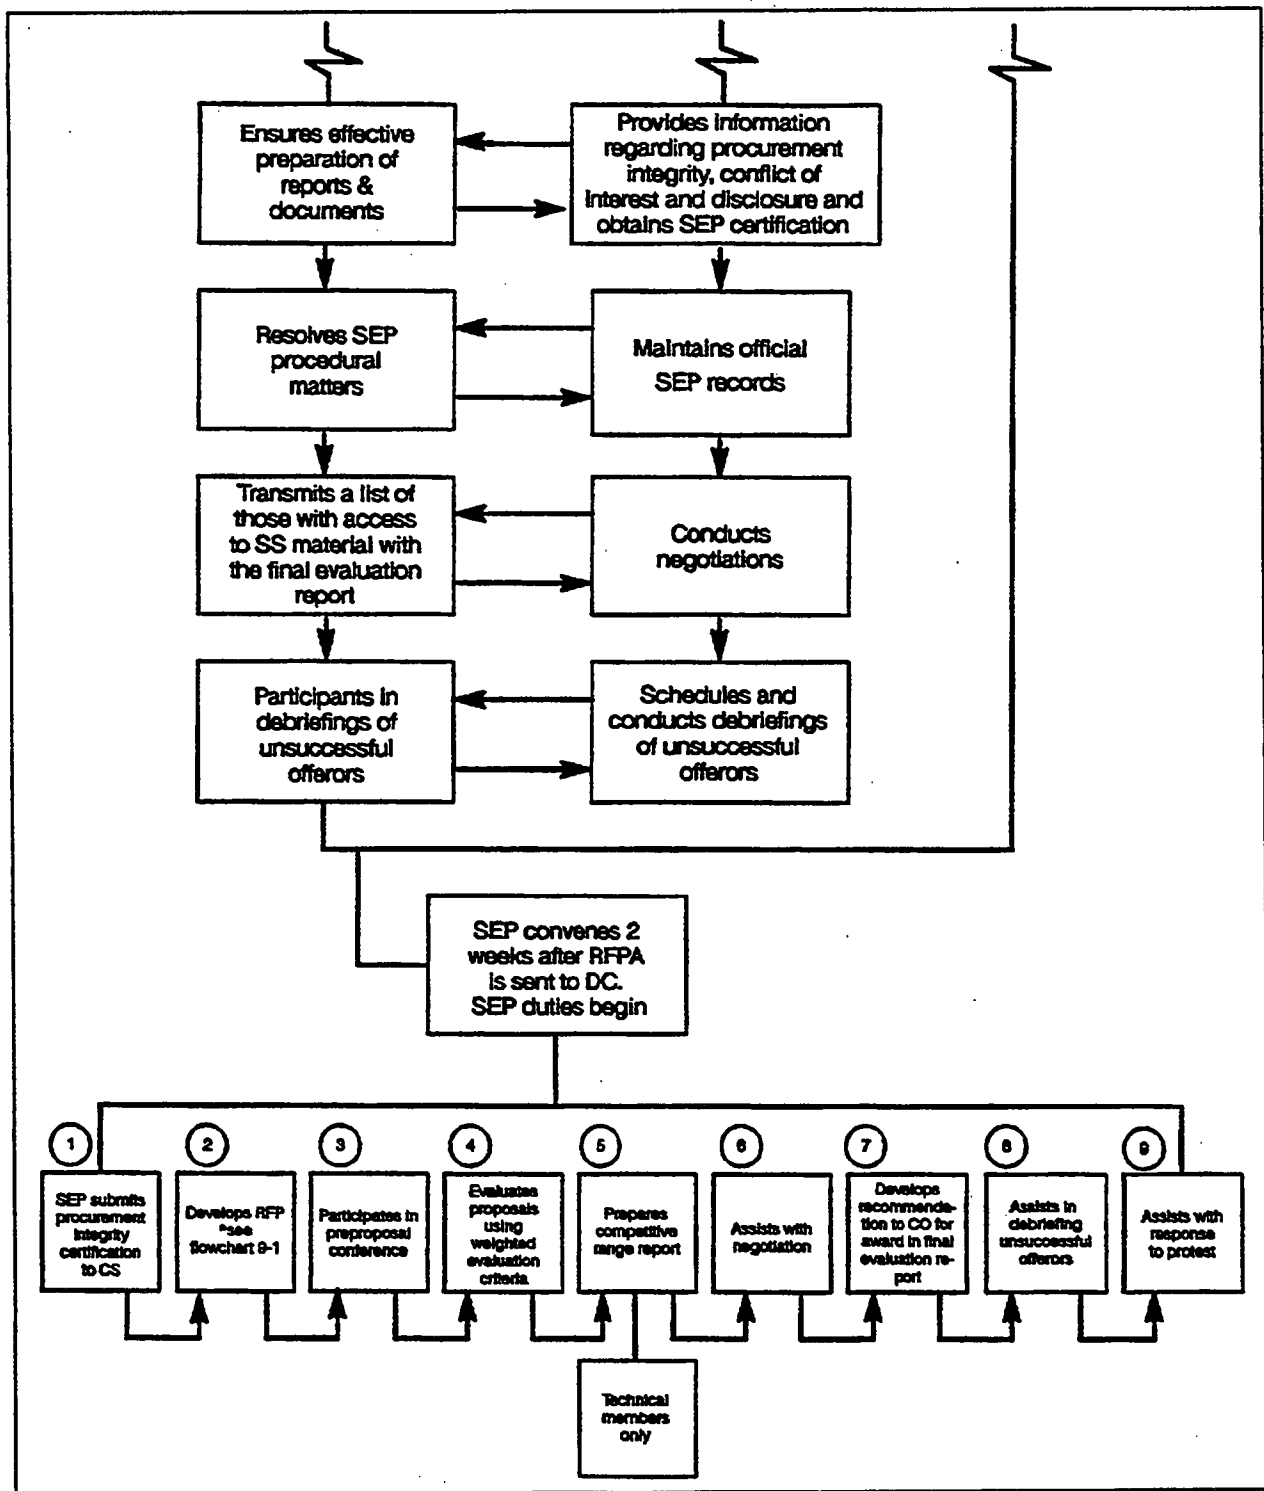 Ensures effective
preparation of
reports &
documents
Provides information
regarding procurement
integrity, conflict of
interest and disclosure and
obtains SEP certification
Resolves SEP
procedural
matters
Maintains official
SEP records
Transmits a list of
those with access
to SS material with
the final evaluation
report
Conducts
negotiations
Participants in
debriefings of
unsuccessful
offerors
Schedules and
conducts debriefings
of unsuccessful
offerors
SEP convenes 2
weeks after RFPA
is sent to DC.
SEP duties begin
1
SEP submits
procurement
integrity
certification
to CS
2
Develops RFP
*see
flowchart 9-1
3
Participates in
preproposal
conference
4
Evaluates
proposals
using
weighted
evaluation
criteria
5
Prepares
competitive
range report
6
Assists with
negotiation
7
Develops
recommenda-
tion to CO for
award in final
evaluation re-
port
8
Assists in
debriefing
unsuccessful
offerors
9
Assists with
response
to protest
Technical
members
only